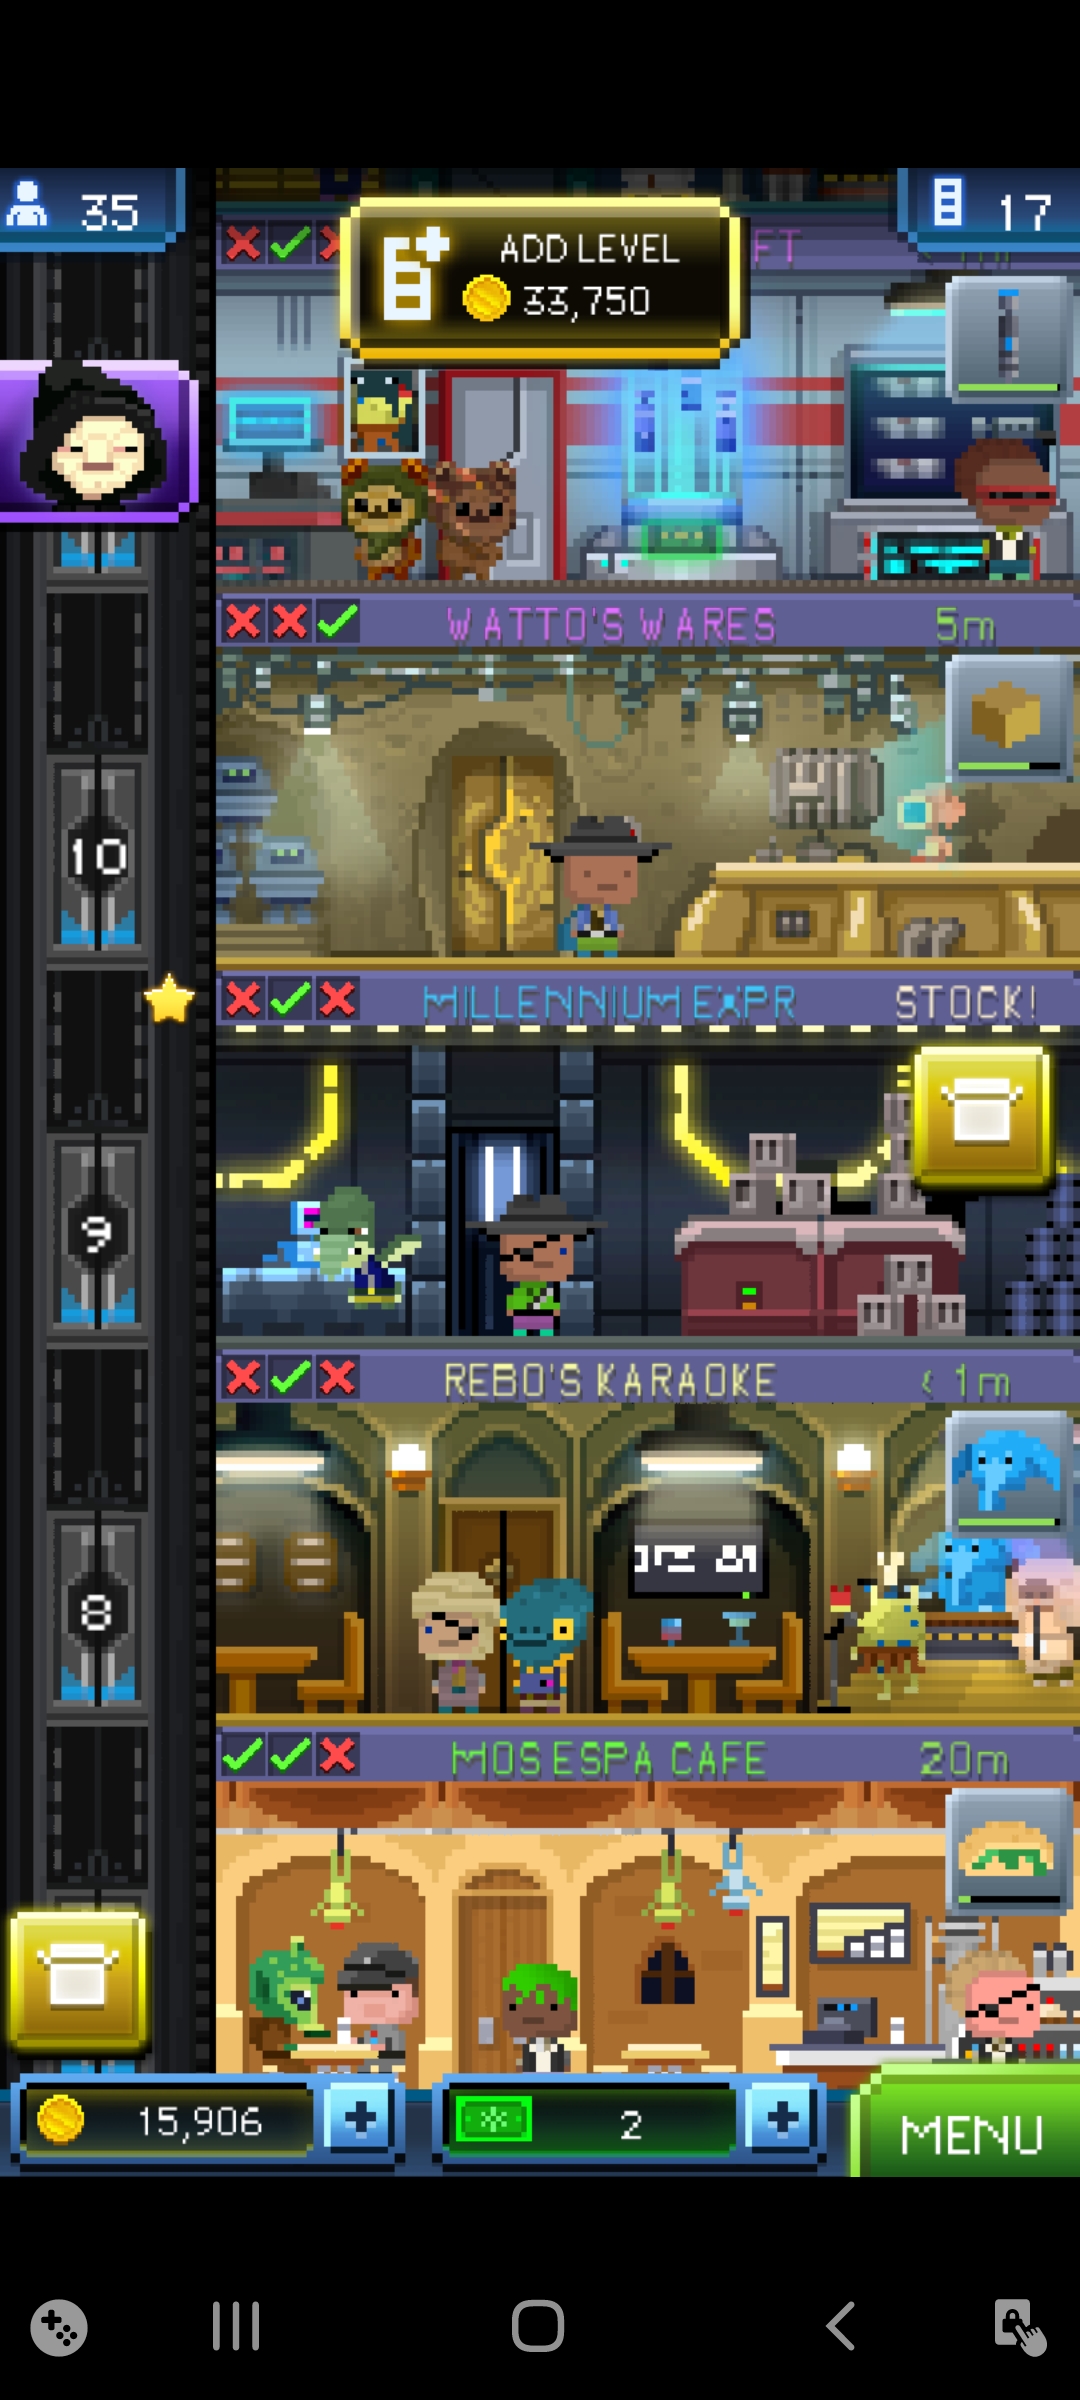 35
17
ADD LEVEL
33,750
FT
WATTO'S WARES
5m
10
MILLENNIUM EXPR
STOCK!
9
REBO'S KARAOKE
< 1m
8
MOS ESPA CAFE
20m
15,906
2
MENU